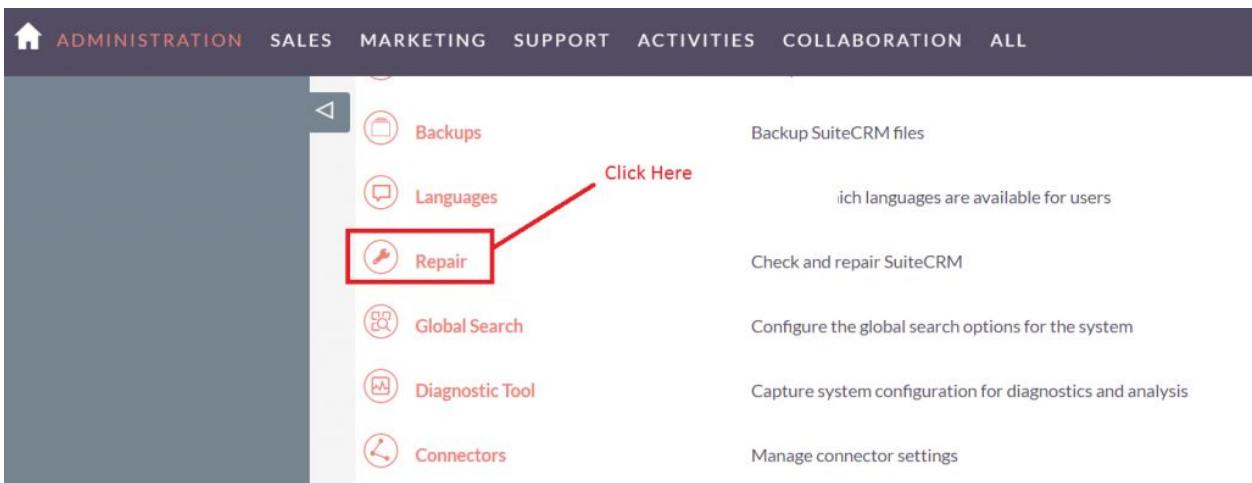 ADMINISTRATION SALES MARKETING SUPPORT ACTIVITIES COLLABORATION ALL
Backups Backup SuiteCRM files
Click Here
Languages languages are available for users
Repair Check and repair SuiteCRM
Global Search Configure the global search options for the system
Diagnostic Tool Capture system configuration for diagnostics and analysis
Connectors Manage connector settings